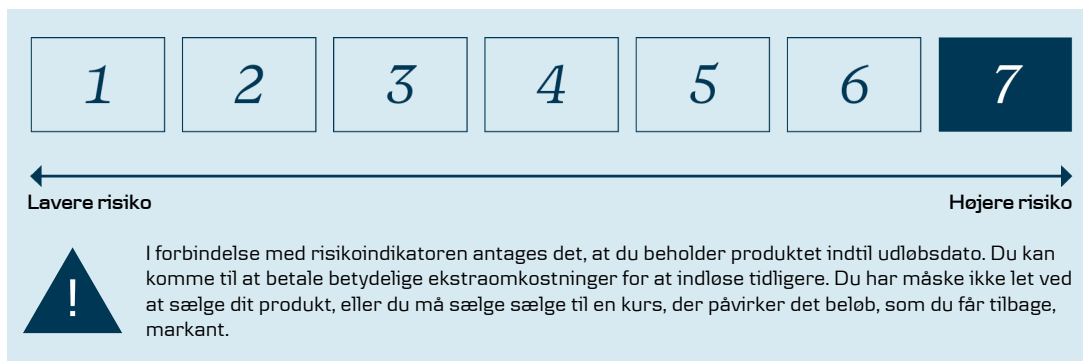 1 2 3 4 5 6 7
Lavere risiko Højere risiko
I forbindelse med risikoindikatoren antages det, at du beholder produktet indtil udløbsdato. Du kan
komme til at betale betydelige ekstraomkostninger for at indløse tidligere. Du har måske ikke let ved
at sælge dit produkt, eller du må sælge sælge til en kurs, der påvirker det beløb, som du får tilbage,
markant.
!